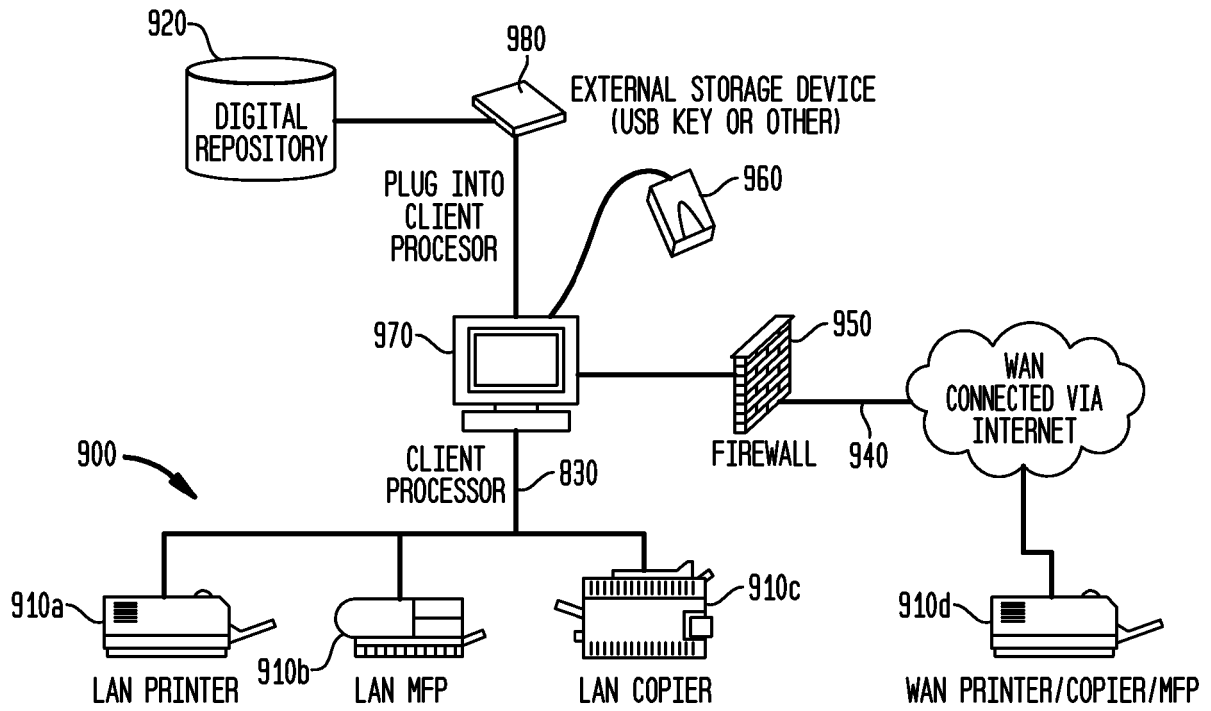 920
DIGITAL
REPOSITORY
980
EXTERNAL STORAGE DEVICE
(USB KEY OR OTHER)
PLUG INTO
CLIENT
PROCESOR
960
970
950
WAN
CONNECTED VIA
INTERNET
FIREWALL
940
900
CLIENT
PROCESSOR
830
910a
910b
910c
910d
LAN PRINTER
LAN MFP
LAN COPIER
WAN PRINTER/COPIER/MFP